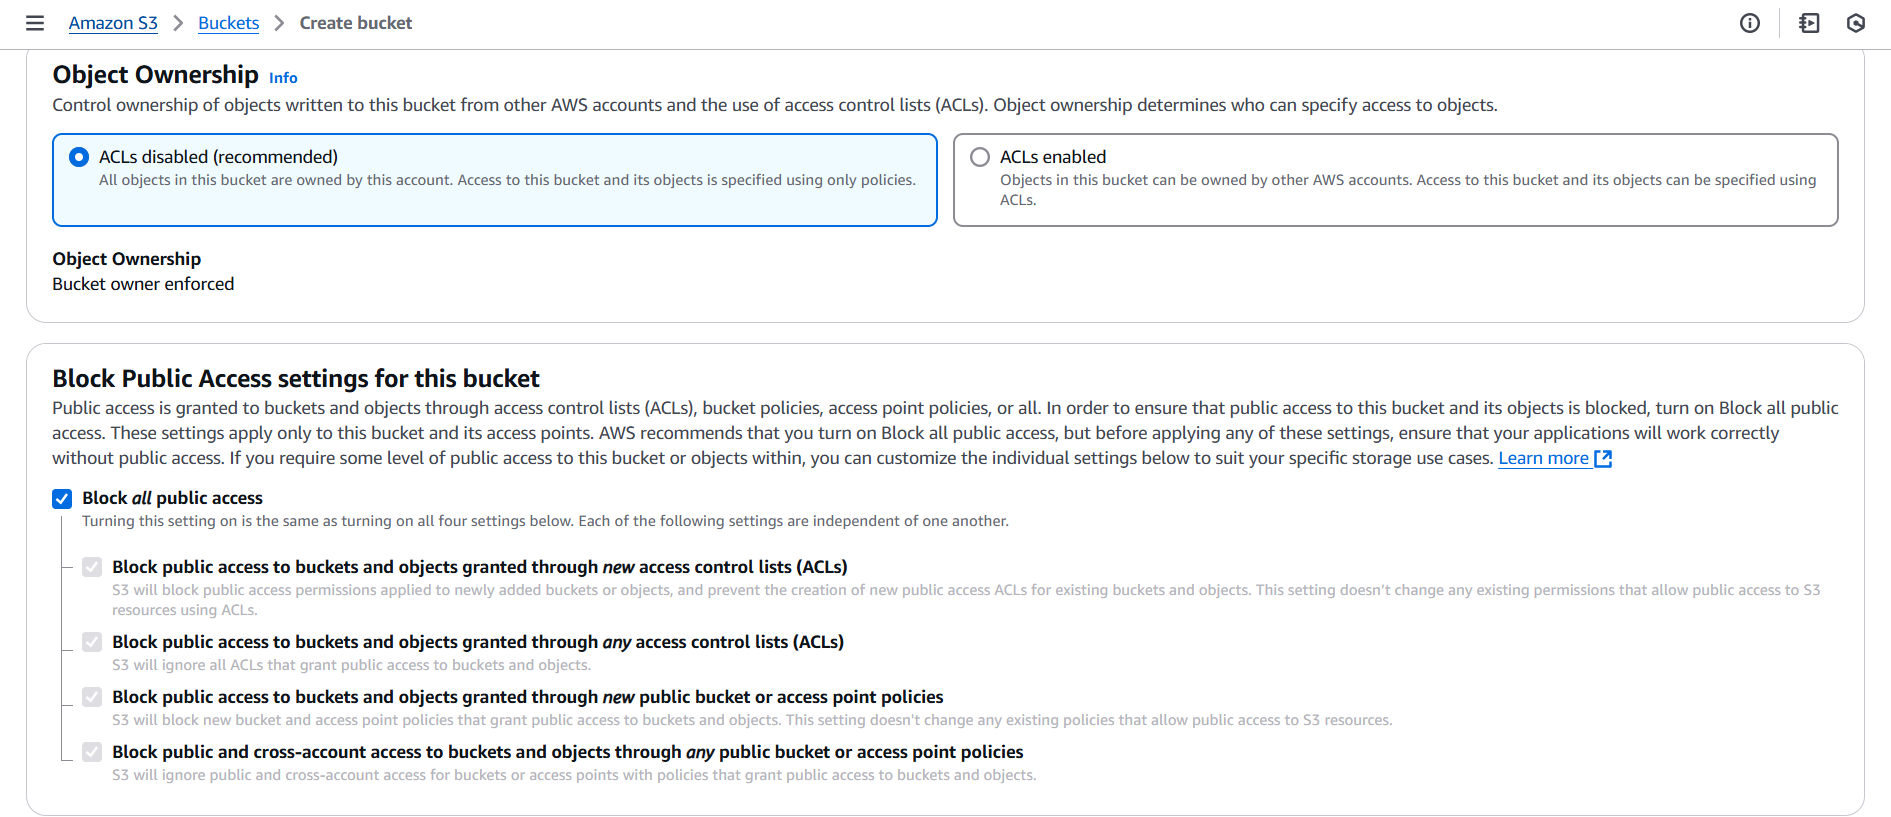 Amazon S3 > Buckets > Create bucket
Object Ownership Info
Control ownership of objects written to this bucket from other AWS accounts and the use of access control lists (ACLs). Object ownership determines who can specify access to objects.
ACLs disabled (recommended)
All objects in this bucket are owned by this account. Access to this bucket and its objects is specified using only policies.
ACLs enabled
Objects in this bucket can be owned by other AWS accounts. Access to this bucket and its objects can be specified using
ACLs.
Object Ownership
Bucket owner enforced
Block Public Access settings for this bucket
Public access is granted to buckets and objects through access control lists (ACLs), bucket policies, access point policies, or all. In order to ensure that public access to this bucket and its objects is blocked, turn on Block all public
access. These settings apply only to this bucket and its access points. AWS recommends that you turn on Block all public access, but before applying any of these settings, ensure that your applications will work correctly
without public access. If you require some level of public access to this bucket or objects within, you can customize the individual settings below to suit your specific storage use cases. Learn more
Block all public access
Turning this setting on is the same as turning on all four settings below. Each of the following settings are independent of one another.
Block public access to buckets and objects granted through new access control lists (ACLs)
S3 will block public access permissions applied to newly added buckets or objects, and prevent the creation of new public access ACLs for existing buckets and objects. This setting doesn't change any existing permissions that allow public access to S3
resources using ACLs.
Block public access to buckets and objects granted through any access control lists (ACLs)
S3 will ignore all ACLs that grant public access to buckets and objects.
Block public access to buckets and objects granted through new public bucket or access point policies
S3 will block new bucket and access point policies that grant public access to buckets and objects. This setting doesn't change any existing policies that allow public access to S3 resources.
Block public and cross-account access to buckets and objects through any public bucket or access point policies
S3 will ignore public and cross-account access for buckets or access points with policies that grant public access to buckets and objects.